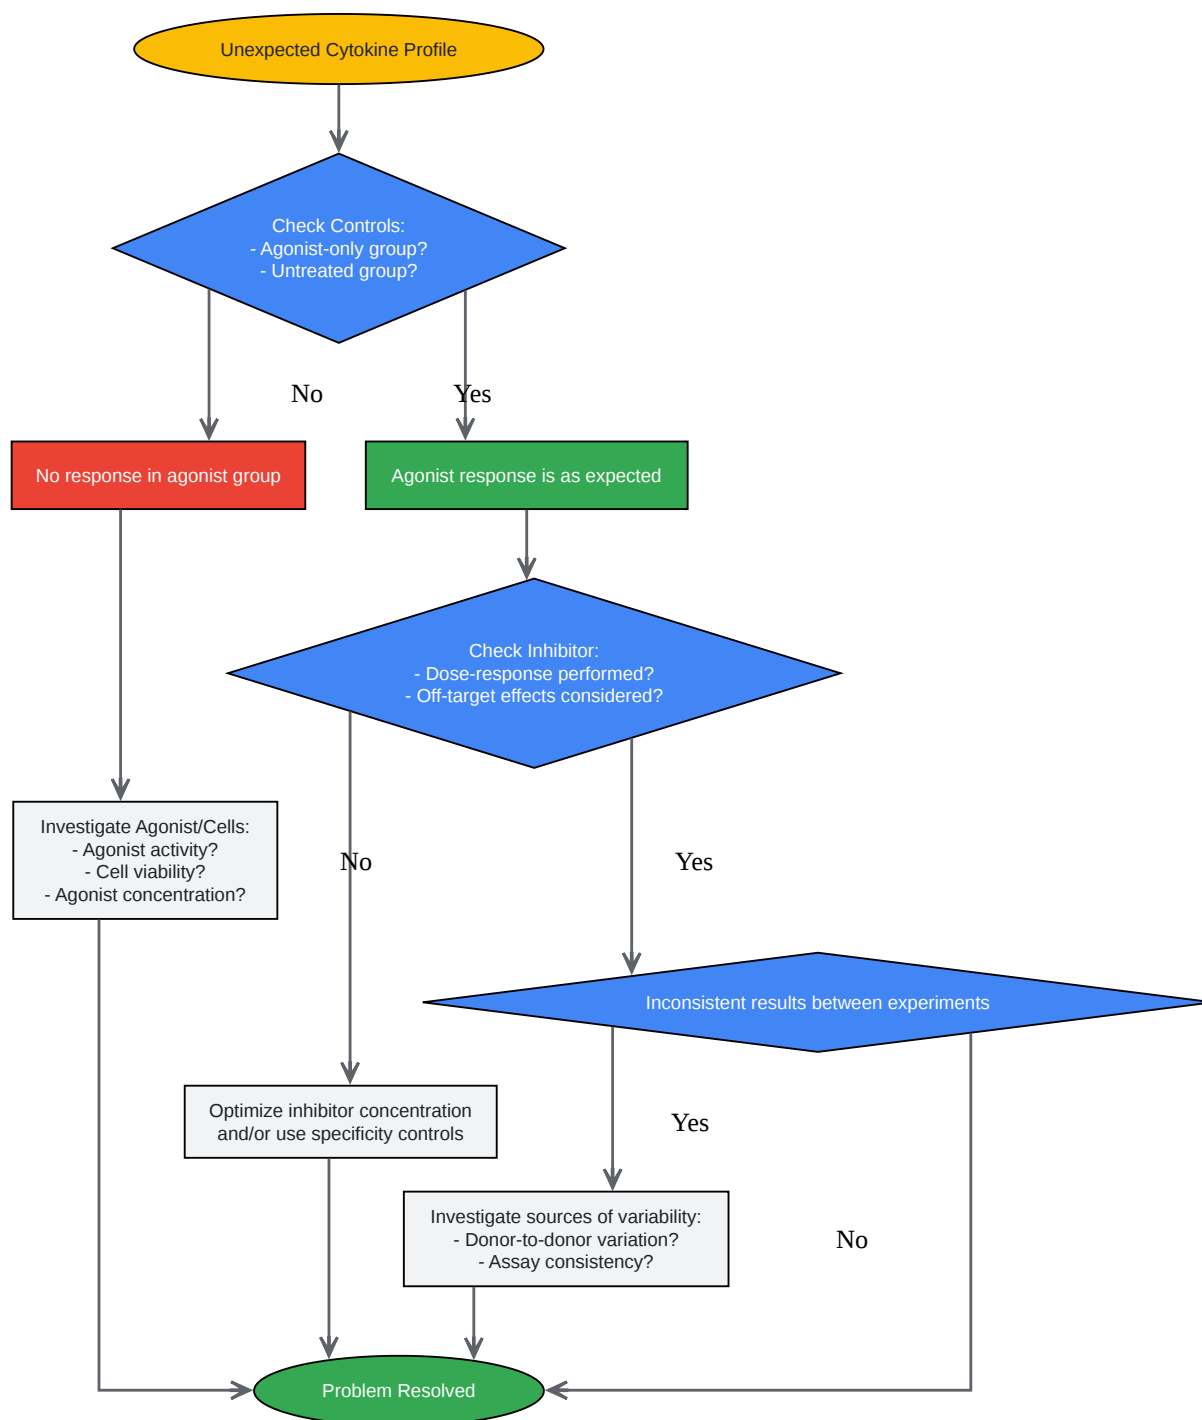 Unexpected Cytokine Profile
Check Controls:
- Agonist-only group?
- Untreated group?
No
Yes
No response in agonist group
Agonist response is as expected
Check Inhibitor:
- Dose-response performed?
- Off-target effects considered?
Investigate Agonist/Cells:
- Agonist activity?
- Cell viability?
- Agonist concentration?
No
Yes
Inconsistent results between experiments
Optimize inhibitor concentration
and/or use specificity controls
Yes
Investigate sources of variability:
- Donor-to-donor variation?
- Assay consistency?
No
Problem Resolved